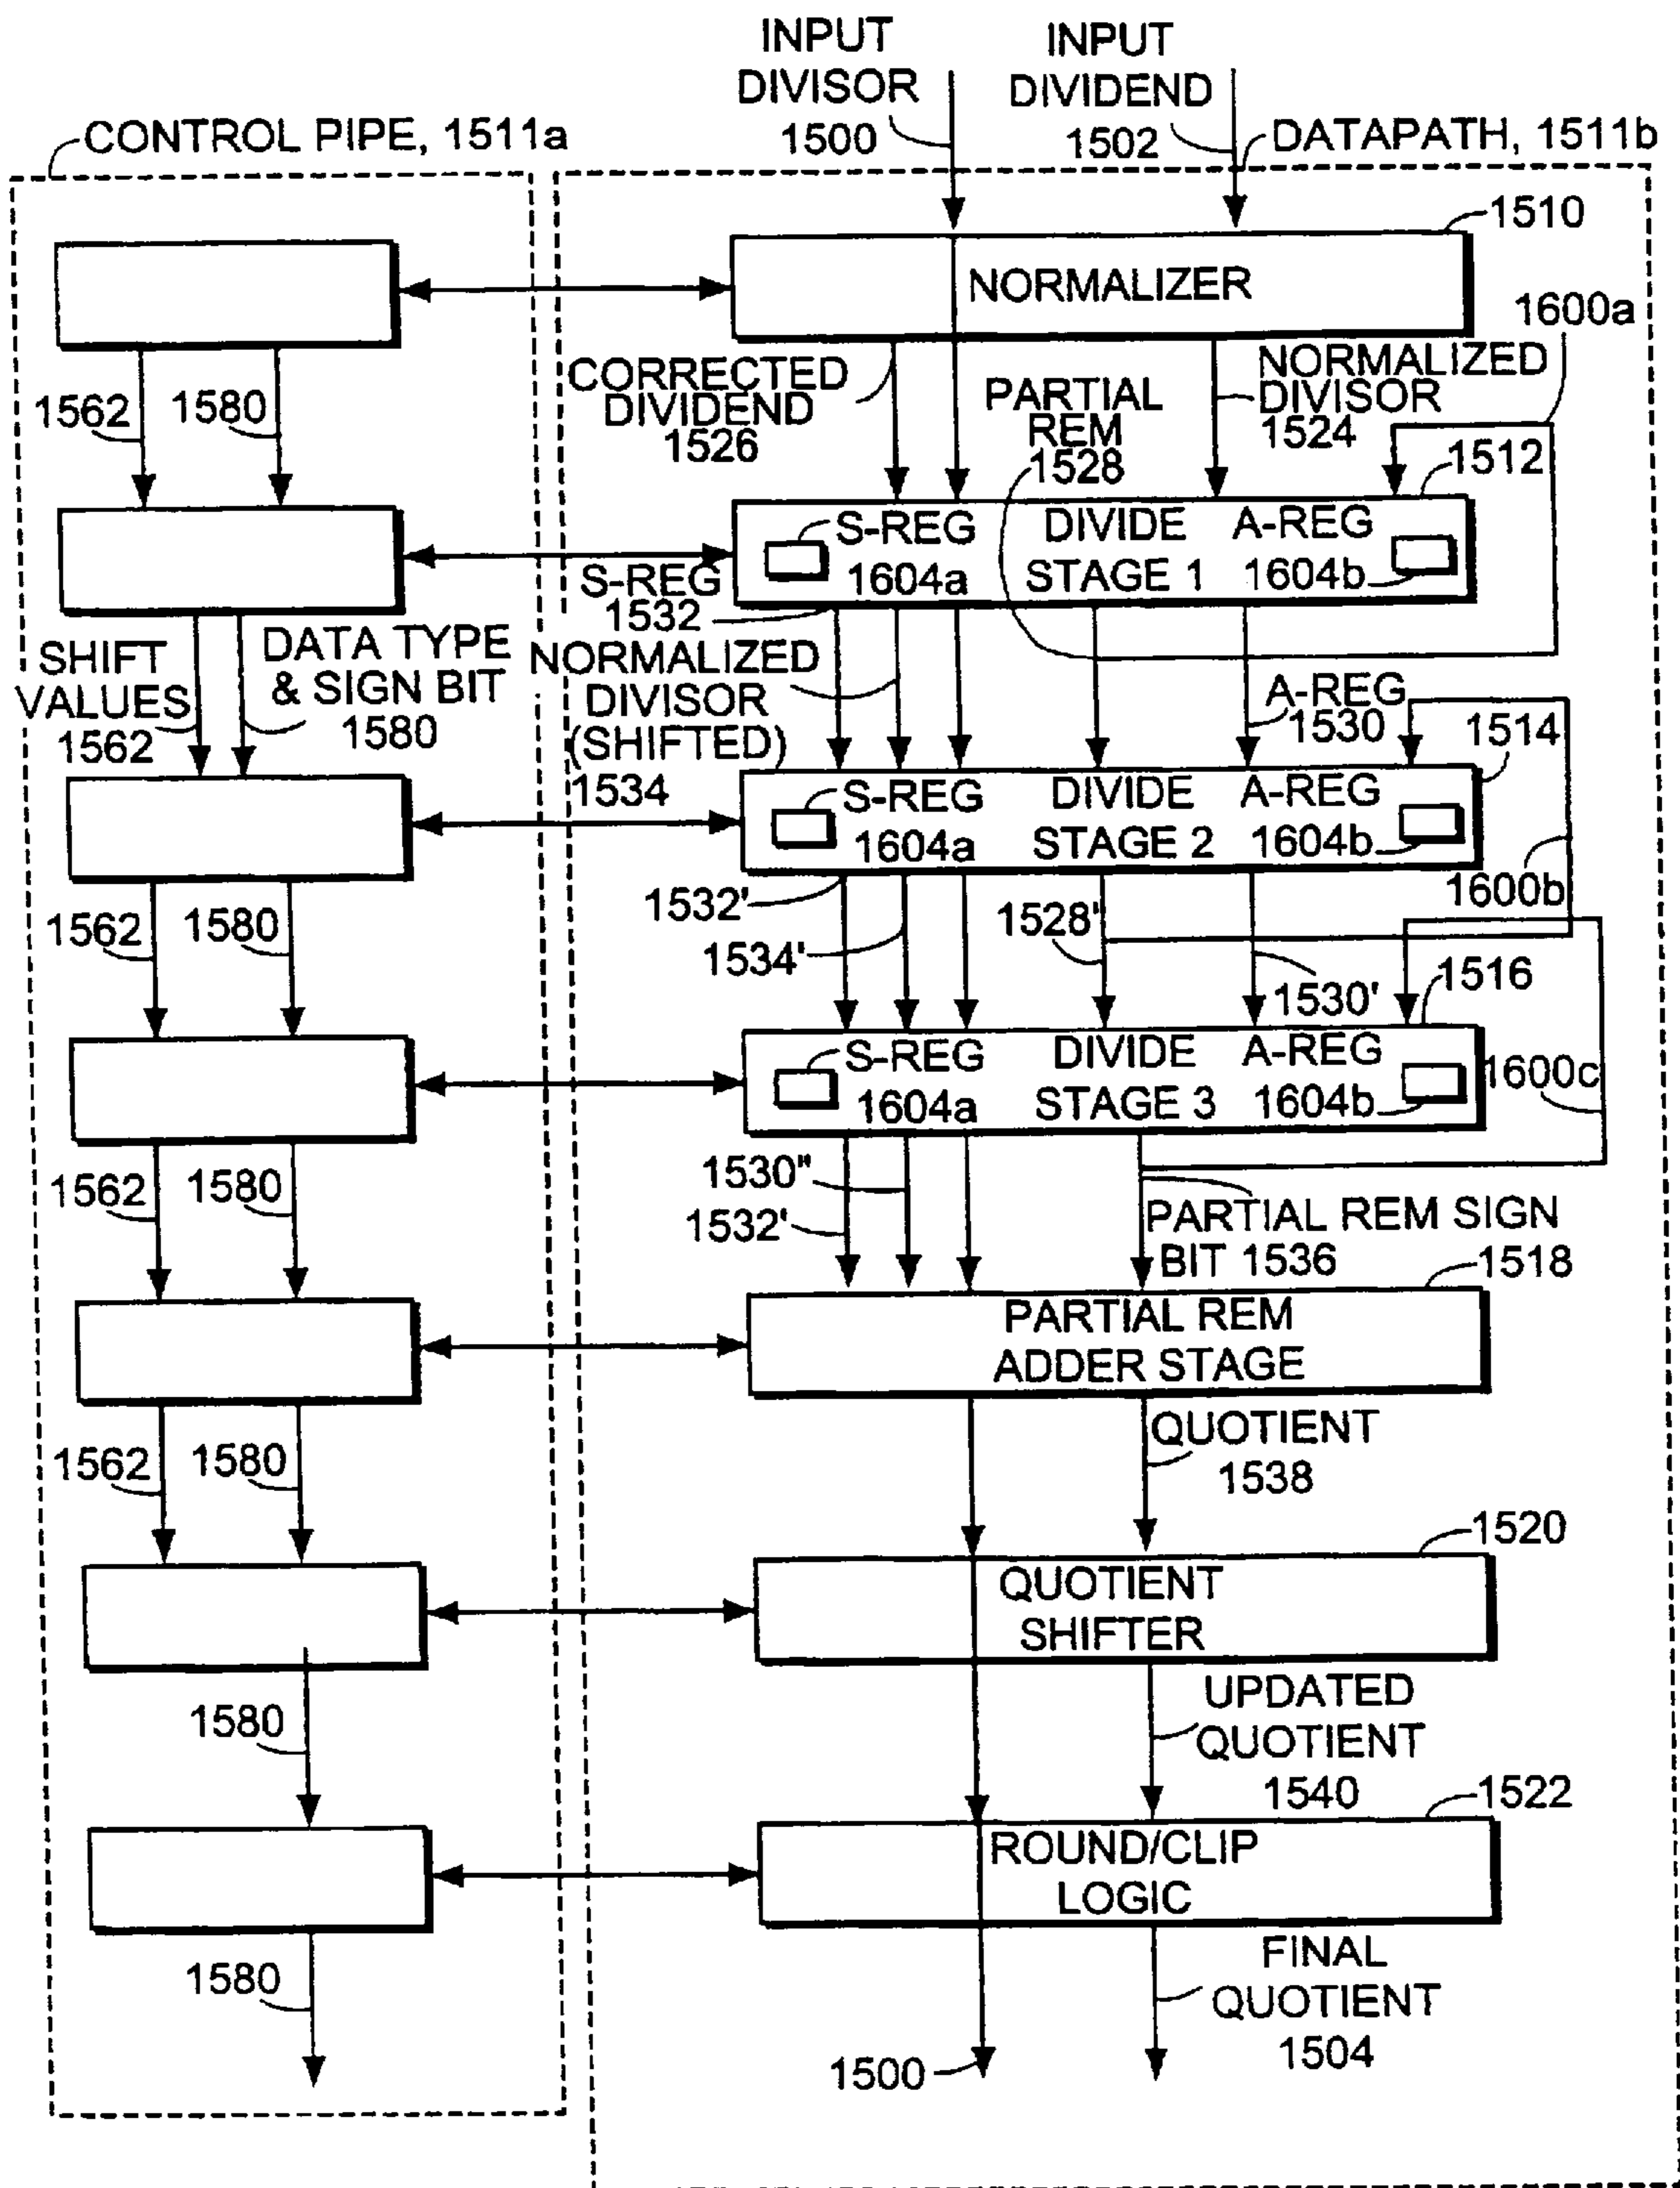 INPUT
DIVISOR
1500
INPUT
DIVIDEND
1502
CONTROL PIPE, 1511a
DATAPATH, 1511b
1510
NORMALIZER
1600a
CORRECTED
DIVIDEND
1526
PARTIAL
REM
1528
NORMALIZED
DIVISOR
1524
1562
1580
1512
S-REG
1604a
DIVIDE
STAGE 1
A-REG
1604b
S-REG
1532
SHIFT
VALUES
1562
DATA TYPE
& SIGN BIT
1580
NORMALIZED
DIVISOR
(SHIFTED)
1534
A-REG
1530
1514
S-REG
1604a
DIVIDE
STAGE 2
A-REG
1604b
1600b
1562
1580
1532'
1534'
1528'
1530'
1516
S-REG
1604a
DIVIDE
STAGE 3
A-REG
1604b
1600c
1562
1580
1530"
1532'
PARTIAL REM SIGN
BIT 1536
1518
PARTIAL REM
ADDER STAGE
1562
1580
QUOTIENT
1538
1520
QUOTIENT
SHIFTER
1580
UPDATED
QUOTIENT
1540
1522
ROUND/CLIP
LOGIC
1580
FINAL
QUOTIENT
1504
1500